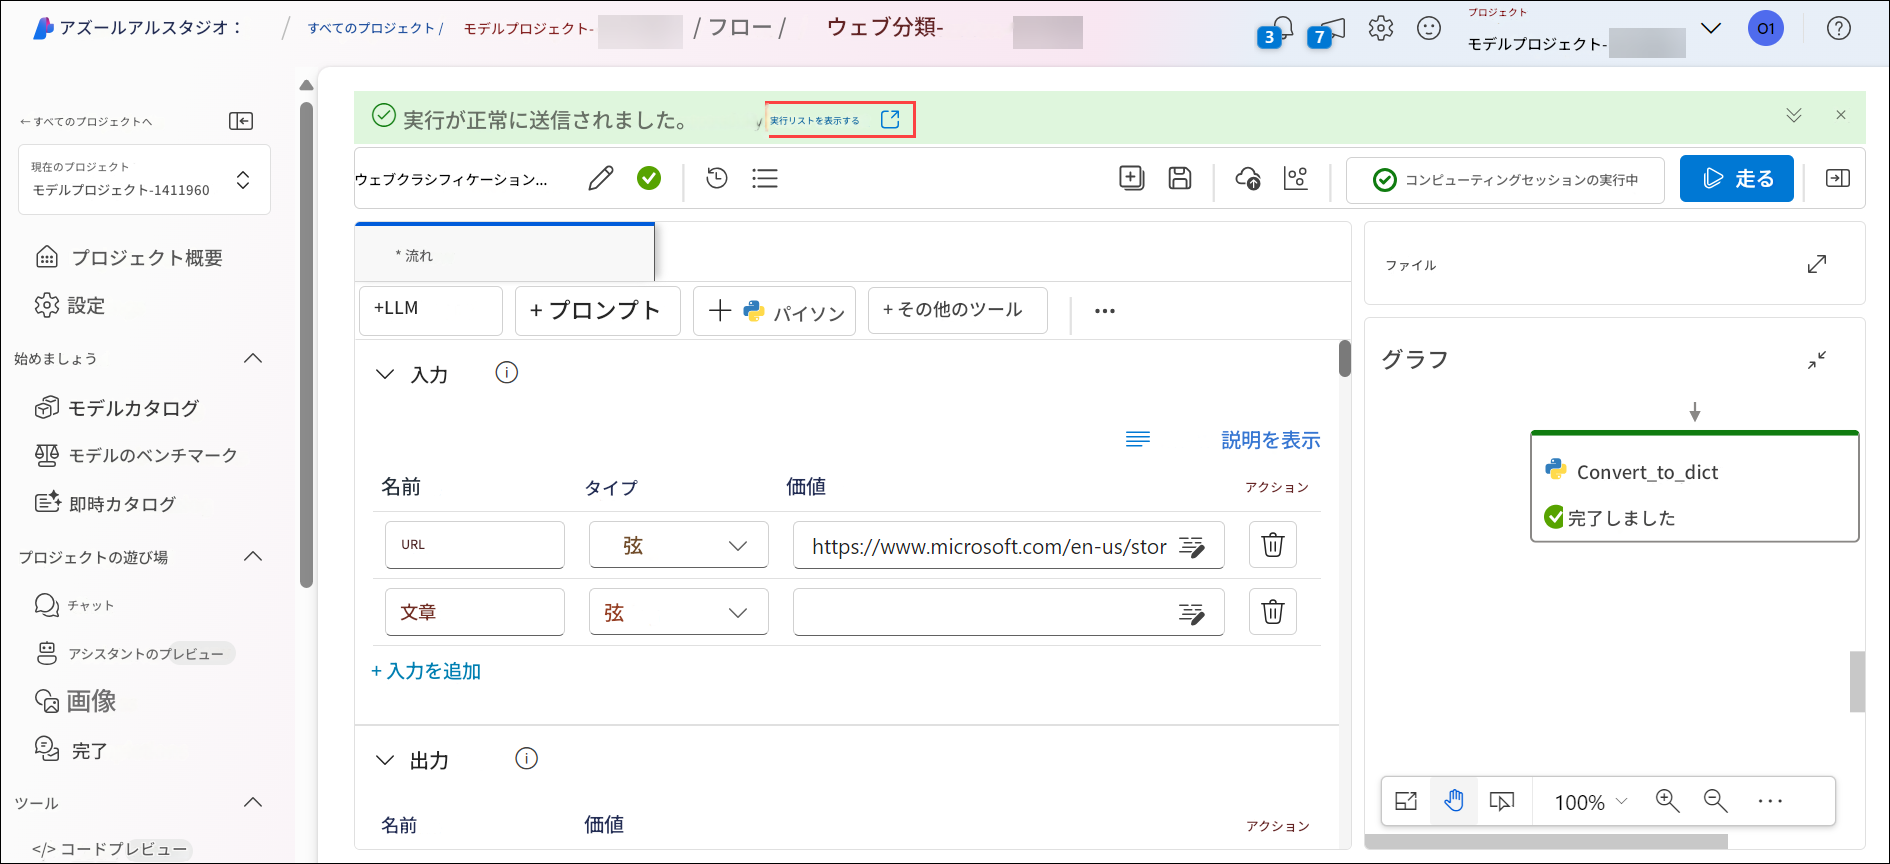 アズールアルスタジオ：
/ すべてのプロジェクト / モデルプロジェクト- / フロー / ウェブ分類-
3
7
プロジェクト
モデルプロジェクト-
O1
←すべてのプロジェクトへ
現在のプロジェクト
モデルプロジェクト-1411960
プロジェクト概要
設定
始めましょう
モデルカタログ
モデルのベンチマーク
即時カタログ
プロジェクトの遊び場
チャット
アシスタントのプレビュー
画像
完了
ツール
</> コードプレビュー
実行が正常に送信されました。
実行リストを表示する
ウェブクラシフィケーション...
コンピューティングセッションの実行中
走る
* 流れ
+LLM
+ プロンプト
+ パイソン
+ その他のツール
入力
説明を表示
名前 タイプ 価値 アクション
URL 弦 https://www.microsoft.com/en-us/stor
文章 弦
+ 入力を追加
出力
名前 価値 アクション
ファイル
グラフ
Convert_to_dict
完了しました
100%